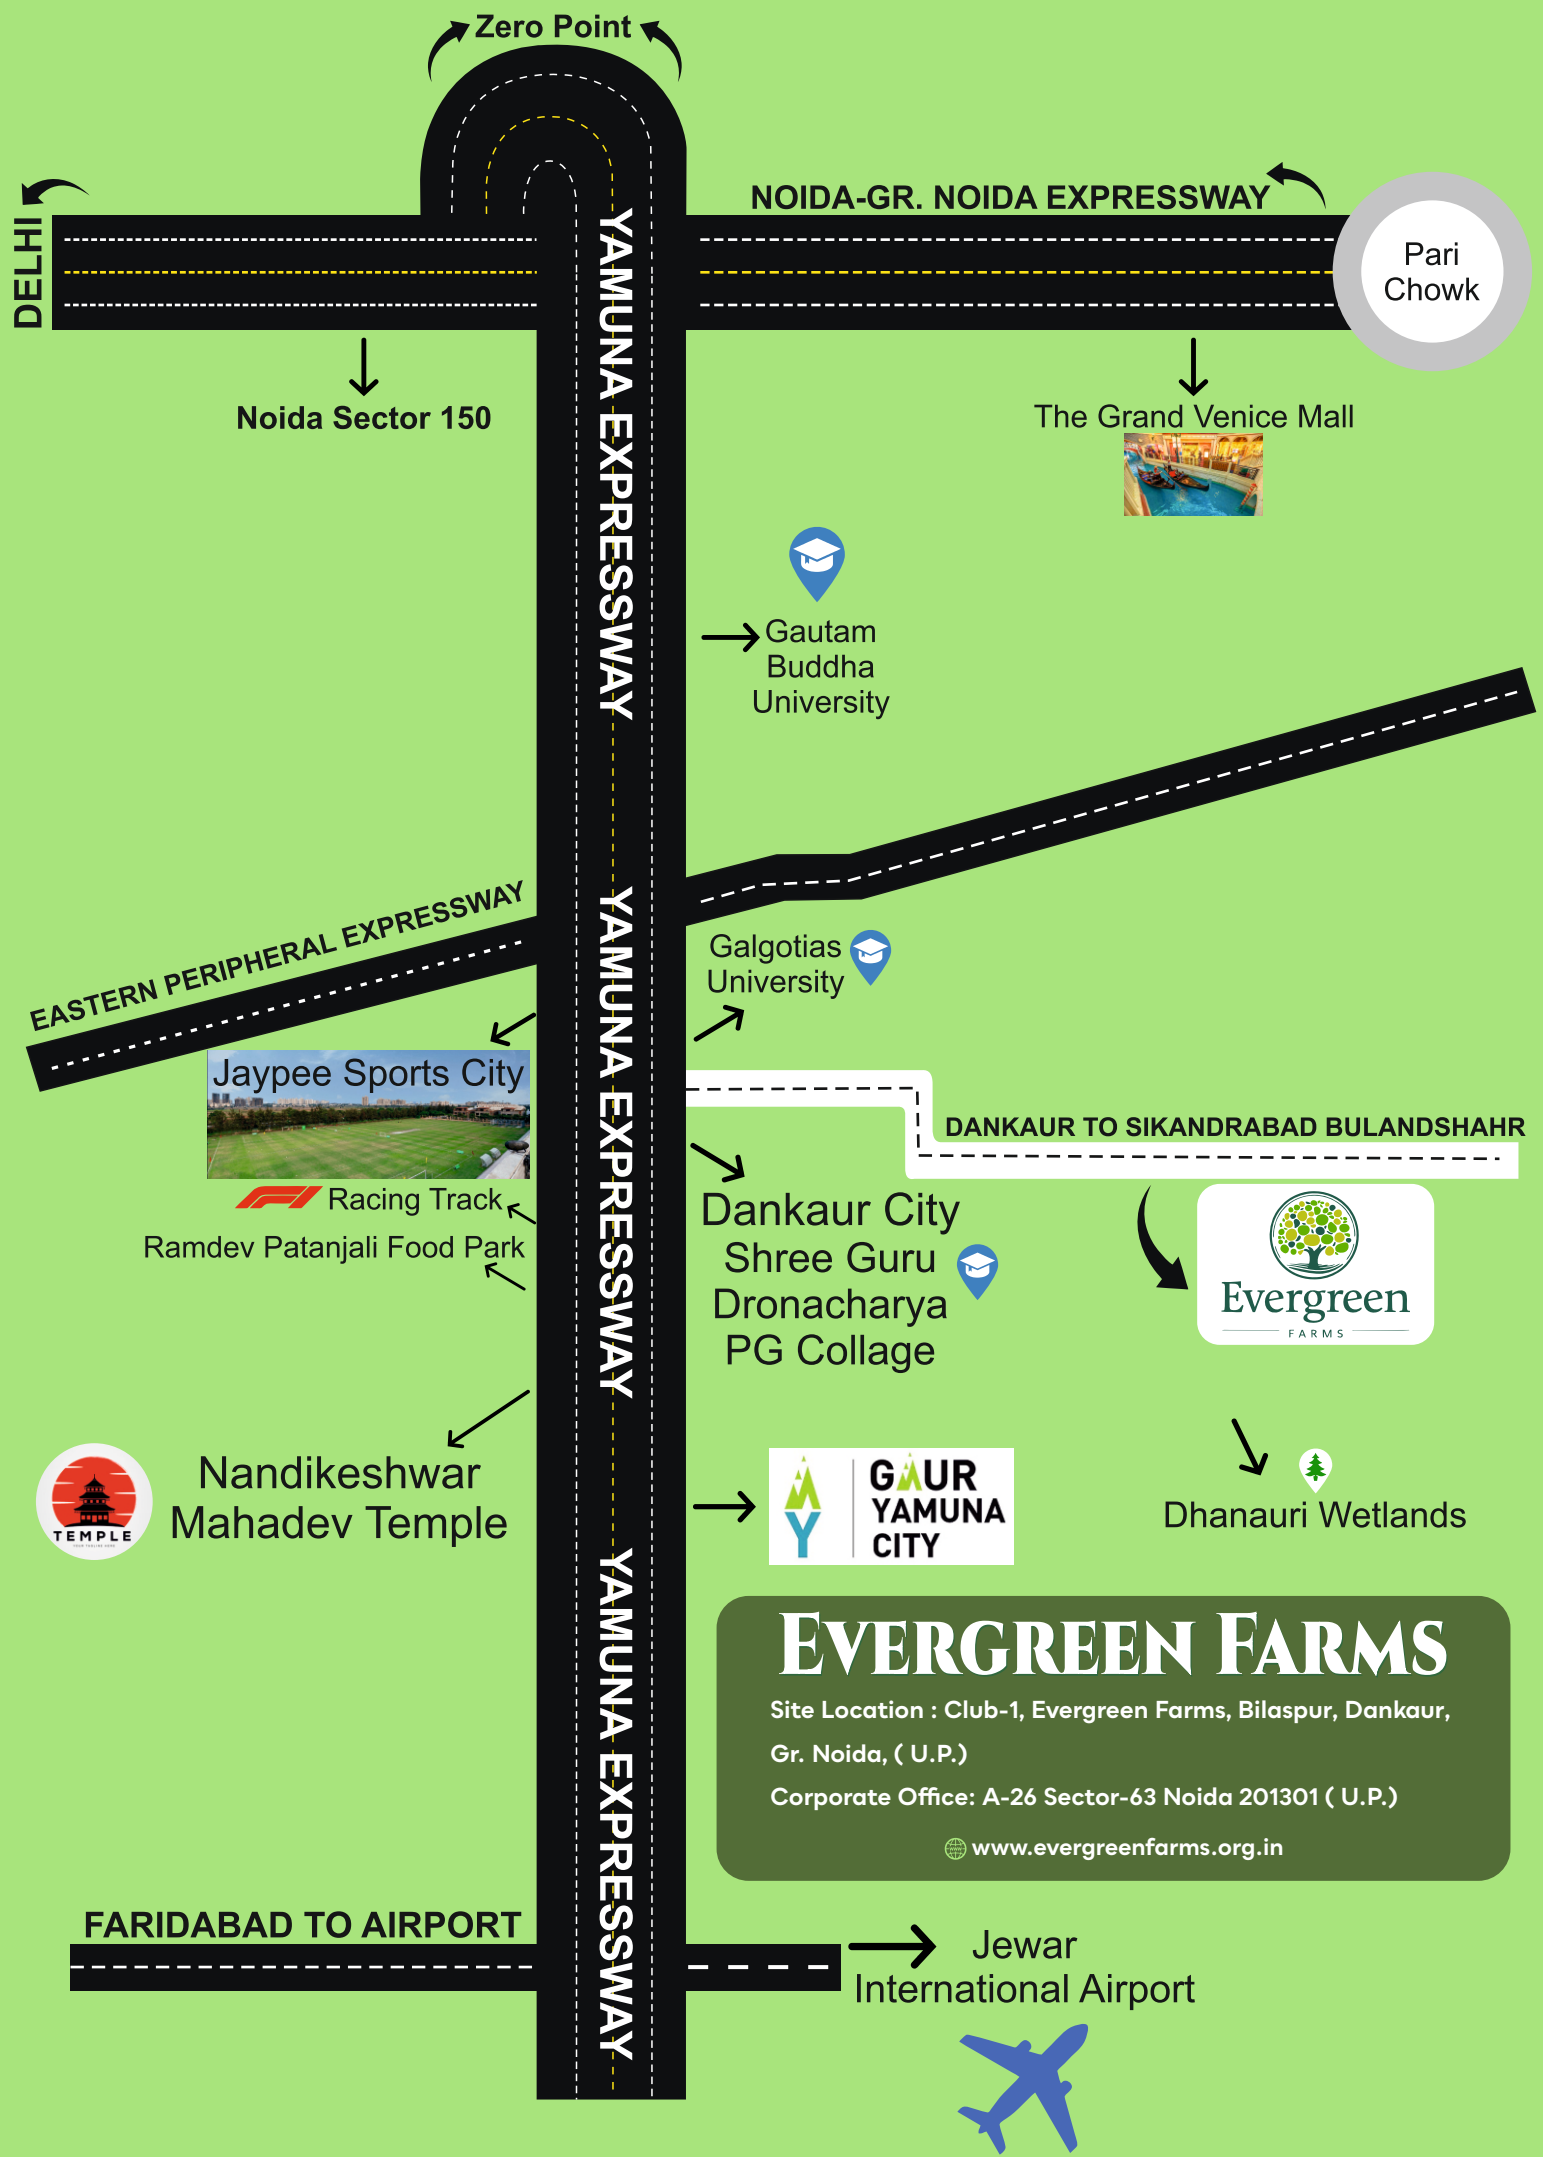 Zero Point
DELHI
NOIDA-GR. NOIDA EXPRESSWAY
Pari
Chowk
YAMUNA EXPRESSWAY
Noida Sector 150
The Grand Venice Mall
Gautam
Buddha
University
EASTERN PERIPHERAL EXPRESSWAY
YAMUNA EXPRESSWAY
Galgotias
University
Jaypee Sports City
DANKAUR TO SIKANDRABAD BULANDSHAHR
Racing Track
Ramdev Patanjali Food Park
Dankaur City
Shree Guru
Dronacharya
PG Collage
Evergreen
FARMS
Nandikeshwar
Mahadev Temple
TEMPLE
YOUR TAGLINE HERE
GAUR
YAMUNA
CITY
Dhanauri Wetlands
YAMUNA EXPRESSWAY
EVERGREEN FARMS
Site Location : Club-1, Evergreen Farms, Bilaspur, Dankaur,
Gr. Noida, ( U.P.)
Corporate Office: A-26 Sector-63 Noida 201301 ( U.P.)
www.evergreenfarms.org.in
FARIDABAD TO AIRPORT
Jewar
International Airport